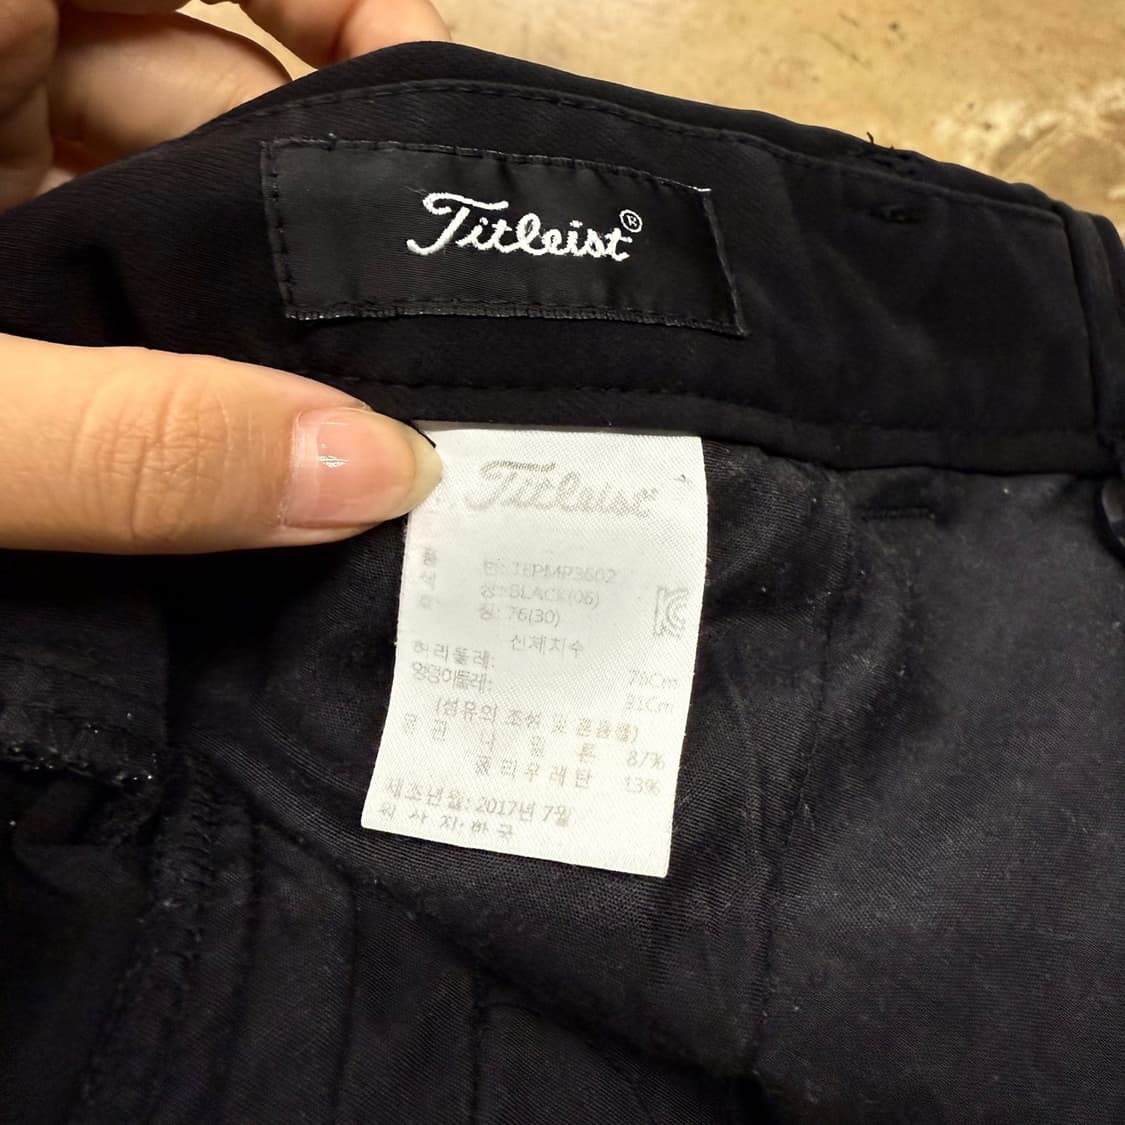 Titleist®
Titleist
품 번: TEPMP3602
색 상: BLACK(06)
호 칭: 76(30)
신체치수
허리둘레: 76Cm
엉덩이둘레: 91Cm
(섬유의 조성 및 혼용률)
겉감 나일론 87%
폴리우레탄 13%
제조년월: 2017년 7월